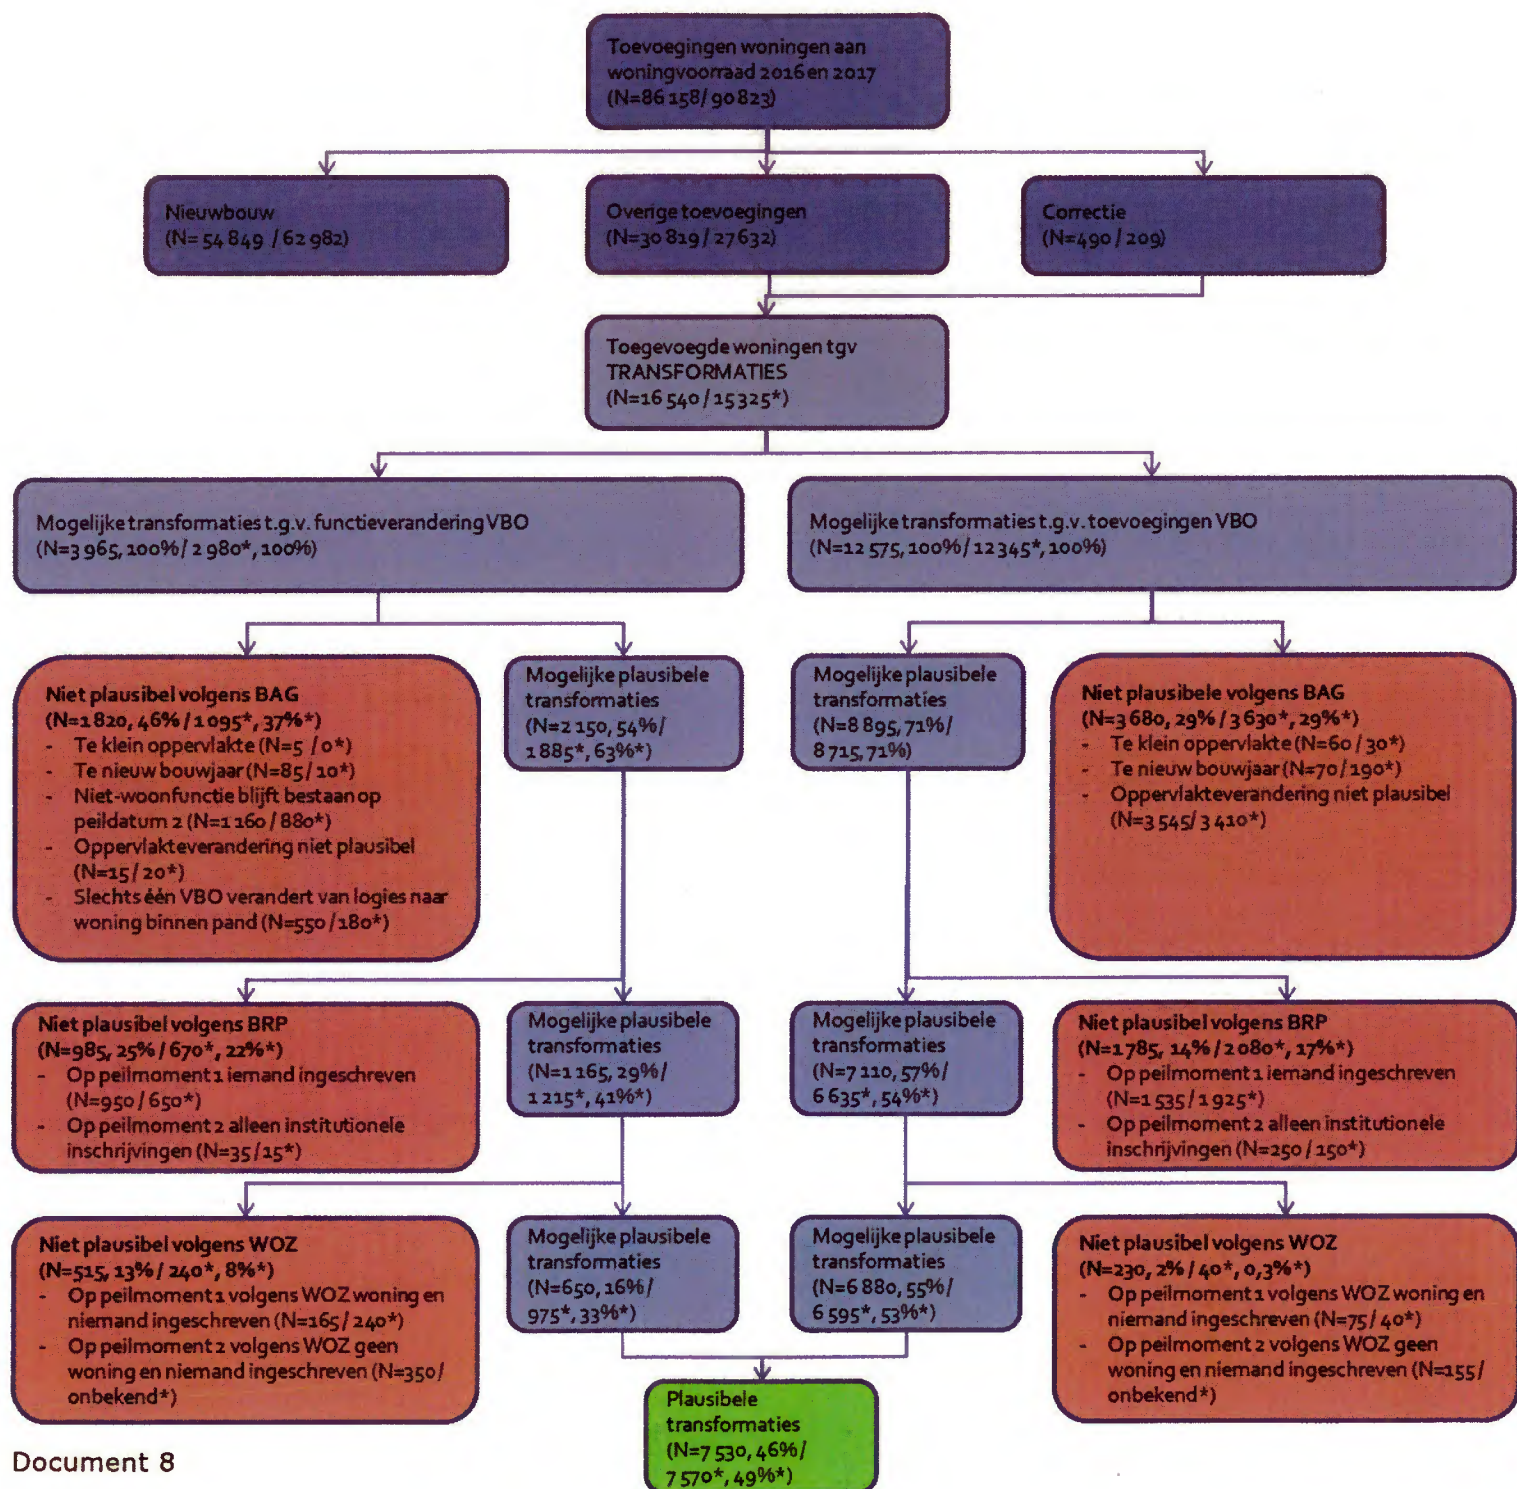 Toevoegingen woningen aan
woningvoorraad 2016 en 2017
(N=86 158/ 90 823)
Nieuwbouw
(N= 54 849 / 62 982)
Overige toevoegingen
(N=30 819 / 27 632)
Correctie
(N=490 / 209)
Toegevoegde woningen tgv
TRANSFORMATIES
(N=16 540 / 15 325*)
Mogelijke transformaties t.g.v. functieverandering VBO
(N=3 965, 100%/ 2 980*, 100%)
Mogelijke transformaties t.g.v. toevoegingen VBO
(N=12 575, 100%/ 12 345*, 100%)
Niet plausibel volgens BAG
(N=1 820, 46% / 1 095*, 37%*)
- Te klein oppervlakte (N=5 / 0*)
- Te nieuw bouwjaar (N=85/ 10*)
- Niet-woonfunctie blijft bestaan op
peildatum 2 (N=1 160 / 880*)
- Oppervlakteverandering niet plausibel
(N=15 / 20*)
- Slechts één VBO verandert van logies naar
woning binnen pand (N=550 / 180*)
Mogelijke plausibele
transformaties
(N=2 150, 54%/
1 885*, 63%*)
Mogelijke plausibele
transformaties
(N=8 895, 71%/
8 715, 71%)
Niet plausibele volgens BAG
(N=3 680, 29% / 3 630*, 29%*)
- Te klein oppervlakte (N=60 / 30*)
- Te nieuw bouwjaar (N=70 / 190*)
- Oppervlakteverandering niet plausibel
(N=3 545/ 3 410*)
Niet plausibel volgens BRP
(N=985, 25% / 670*, 22%*)
- Op peilmoment 1 iemand ingeschreven
(N=950 / 650*)
- Op peilmoment 2 alleen institutionele
inschrijvingen (N=35 / 15*)
Mogelijke plausibele
transformaties
(N=1 165, 29%/
1 215*, 41%*)
Mogelijke plausibele
transformaties
(N=7 110, 57%/
6 635*, 54%*)
Niet plausibel volgens BRP
(N=1 785, 14% / 2 080*, 17%*)
- Op peilmoment 1 iemand ingeschreven
(N=1 535 / 1 925*)
- Op peilmoment 2 alleen institutionele
inschrijvingen (N=250 / 150*)
Niet plausibel volgens WOZ
(N=515, 13%/ 240*, 8%*)
- Op peilmoment 1 volgens WOZ woning en
niemand ingeschreven (N=165 / 240*)
- Op peilmoment 2 volgens WOZ geen
woning en niemand ingeschreven (N=350 /
onbekend*)
Mogelijke plausibele
transformaties
(N=650, 16%/
975*, 33%*)
Mogelijke plausibele
transformaties
(N=6 880, 55%/
6 595*, 53%*)
Niet plausibel volgens WOZ
(N=230, 2% / 40*, 0,3%*)
- Op peilmoment 1 volgens WOZ woning en
niemand ingeschreven (N=75 / 40*)
- Op peilmoment 2 volgens WOZ geen
woning en niemand ingeschreven (N=155 /
onbekend*)
Plausibele
transformaties
(N=7 530, 46%/
7 570*, 49%*)
Document 8